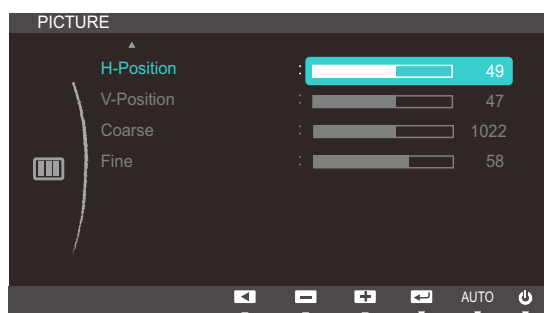 PICTURE
H-Position : 49
V-Position : 47
Coarse : 1022
Fine : 58
AUTO